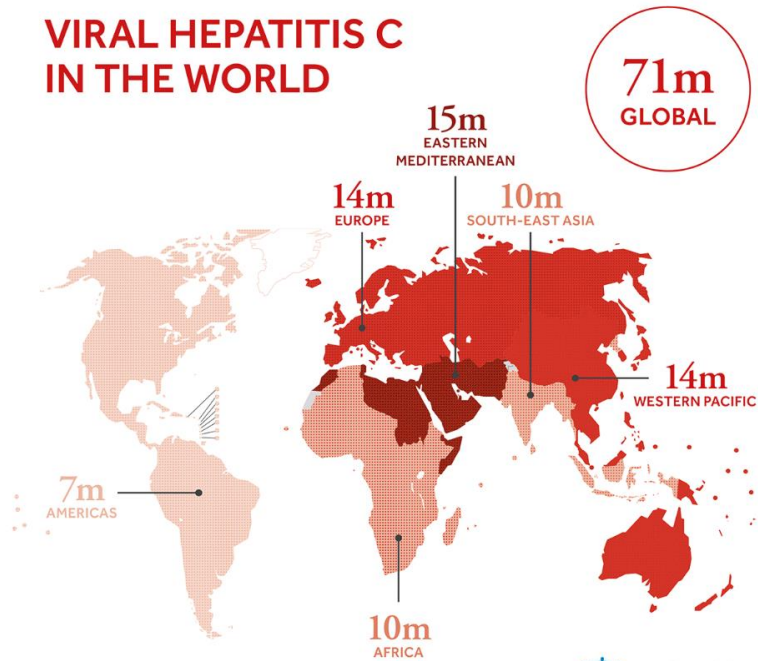 VIRAL HEPATITIS C
IN THE WORLD
71m
GLOBAL
15m
EASTERN
MEDITERRANEAN
14m
EUROPE
10m
SOUTH-EAST ASIA
14m
WESTERN PACIFIC
7m
AMERICAS
10m
AFRICA